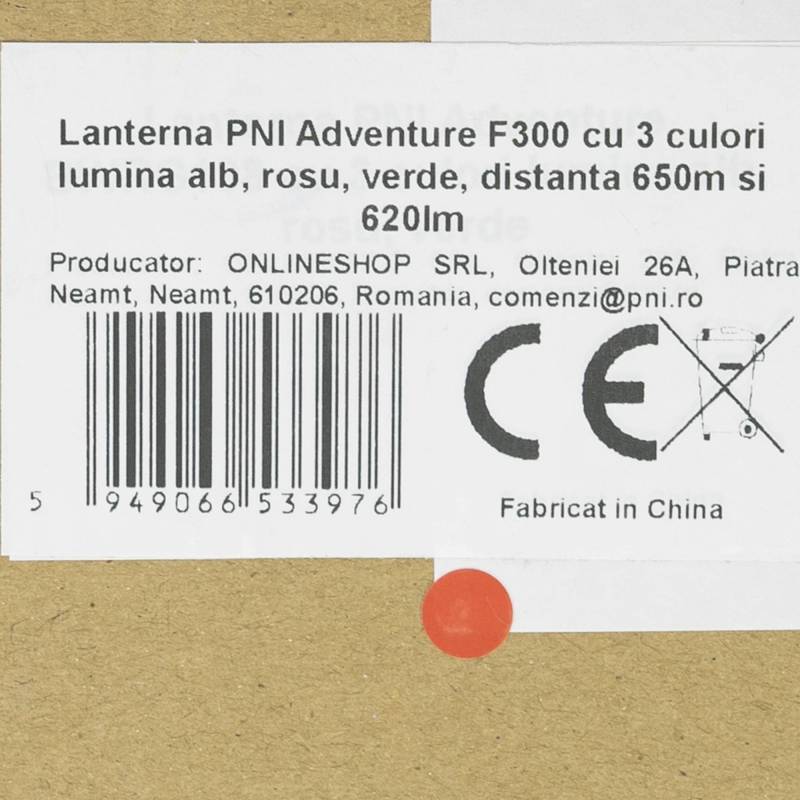 Lanterna PNI Adventure F300 cu 3 culori
lumina alb, rosu, verde, distanta 650m si
620lm
Producator: ONLINESHOP SRL, Olteniei 26A, Piatra
Neamt, Neamt, 610206, Romania, comenzi@pni.ro
CE
5 949066 533976
Fabricat in China